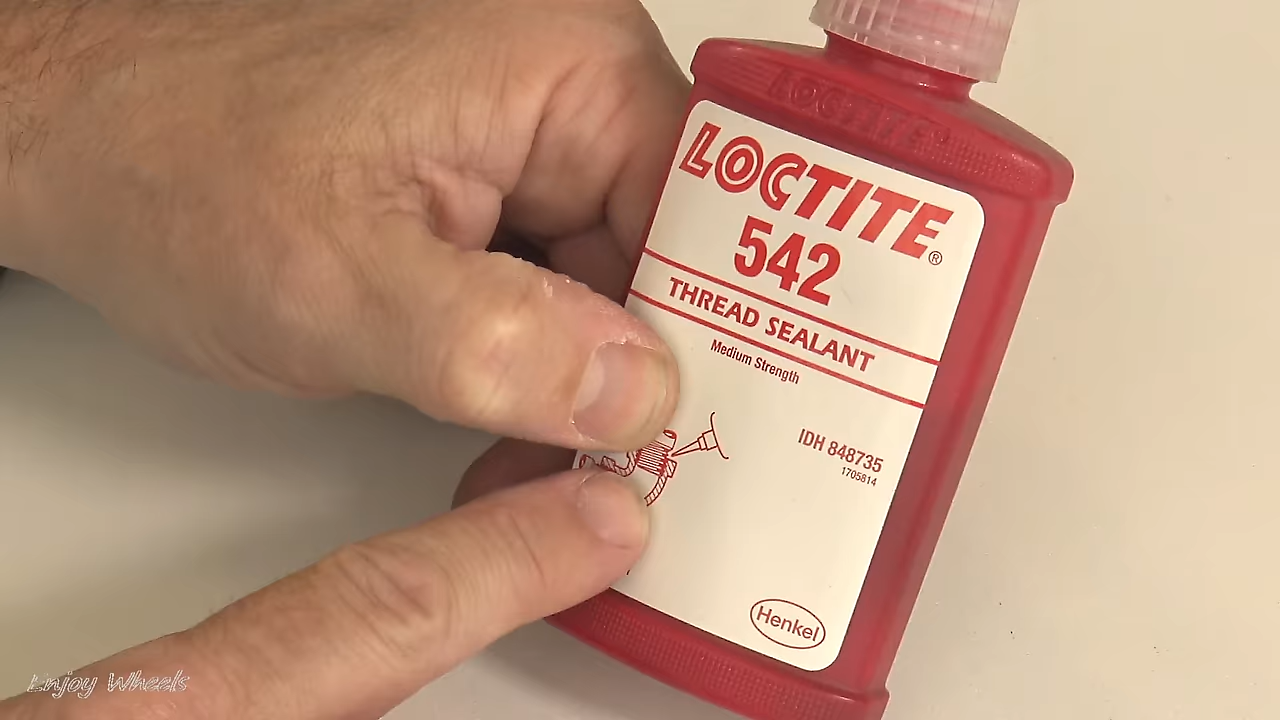 LOCTITE
LOCTITE®
542
THREAD SEALANT
Medium Strength
IDH 848735
1705814
Henkel
Enjoy Wheels